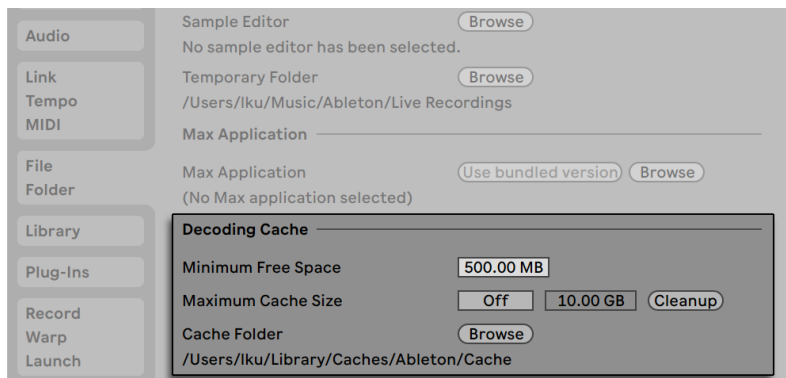 Audio
Link
Tempo
MIDI
File
Folder
Library
Plug-Ins
Record
Warp
Launch
Sample Editor Browse
No sample editor has been selected.
Temporary Folder Browse
/Users/Iku/Music/Ableton/Live Recordings
Max Application
Max Application Use bundled version Browse
(No Max application selected)
Decoding Cache
Minimum Free Space 500.00 MB
Maximum Cache Size Off 10.00 GB Cleanup
Cache Folder Browse
/Users/Iku/Library/Caches/Ableton/Cache